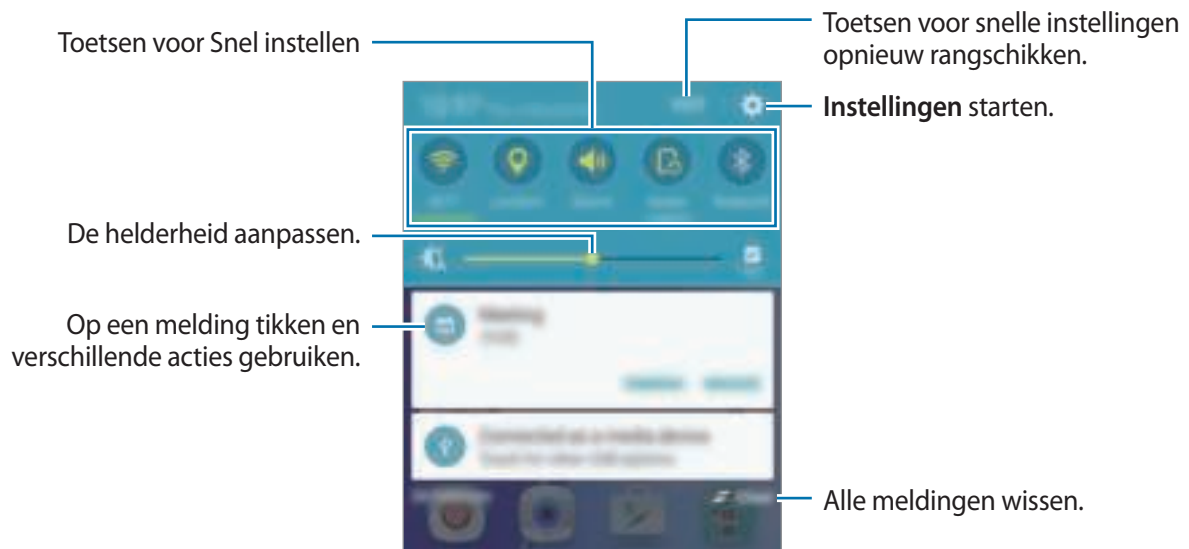 Toetsen voor Snel instellen
Toetsen voor snelle instellingen
opnieuw rangschikken.
Instellingen starten.
De helderheid aanpassen.
Op een melding tikken en
verschillende acties gebruiken.
Meeting
Connected as a media device
Alle meldingen wissen.